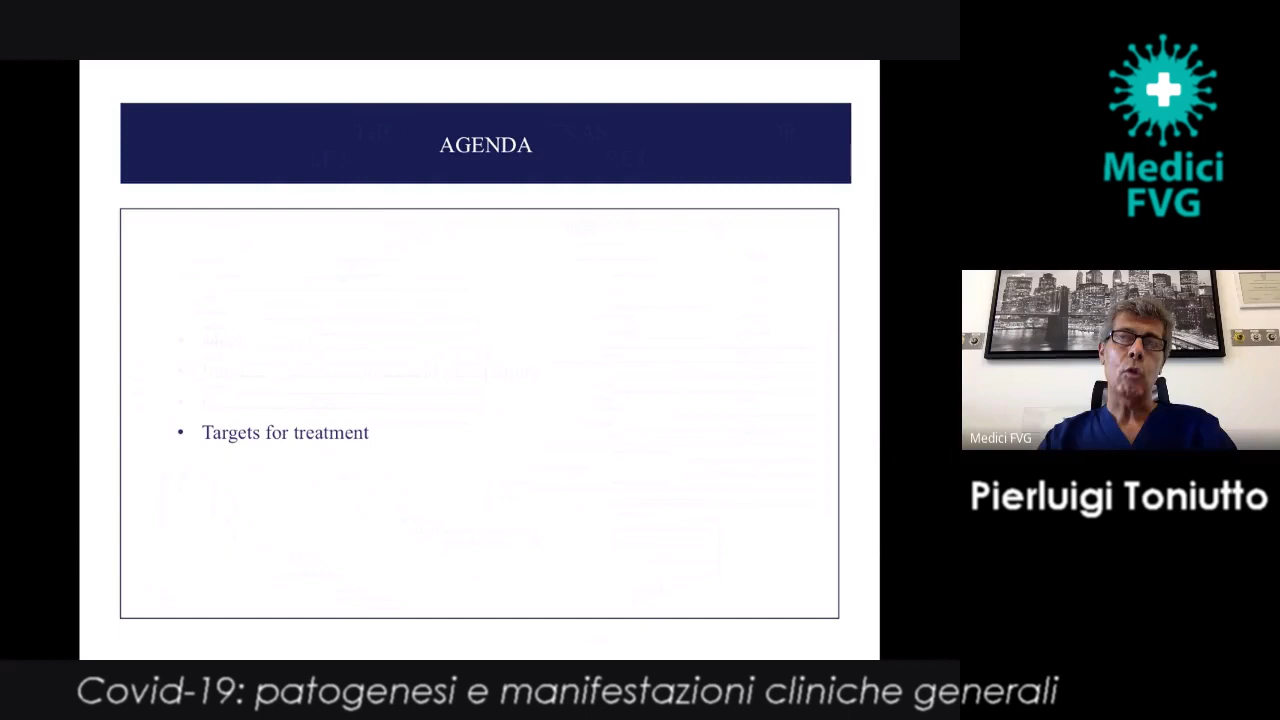 AGENDA
• Targets for treatment
Medici
FVG
Medici FVG
Pierluigi Toniutto
Covid-19: patogenesi e manifestazioni cliniche generali